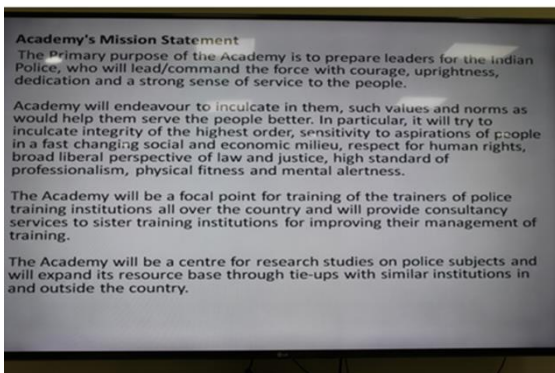 Academy's Mission Statement
The Primary purpose of the Academy is to prepare leaders for the Indian
Police, who will lead/command the force with courage, uprightness,
dedication and a strong sense of service to the people.
Academy will endeavour to inculcate in them, such values and norms as
would help them serve the people better. In particular, it will try to
inculcate integrity of the highest order, sensitivity to aspirations of people
in a fast changing social and economic milieu, respect for human rights,
broad liberal perspective of law and justice, high standard of
professionalism, physical fitness and mental alertness.
The Academy will be a focal point for training of the trainers of police
training institutions all over the country and will provide consultancy
services to sister training institutions for improving their management of
training.
The Academy will be a centre for research studies on police subjects and
will expand its resource base through tie-ups with similar institutions in
and outside the country.